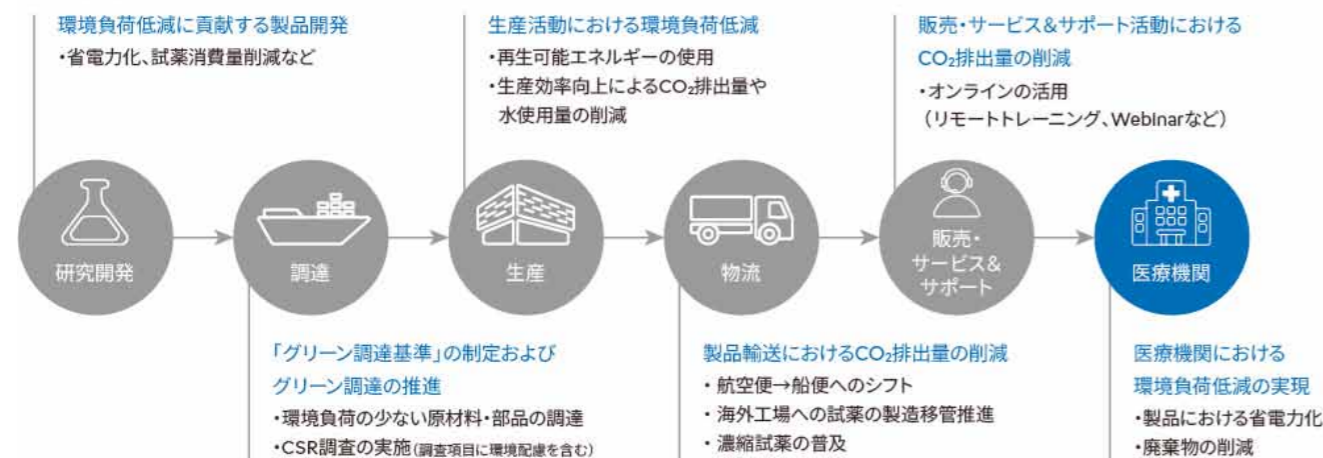 環境負荷低減に貢献する製品開発
・省電力化、試薬消費量削減など
生産活動における環境負荷低減
・再生可能エネルギーの使用
・生産効率向上によるCO₂排出量や
水使用量の削減
販売・サービス&サポート活動における
CO₂排出量の削減
・オンラインの活用
（リモートトレーニング、Webinarなど）
研究開発
調達
生産
物流
販売・
サービス&
サポート
医療機関
「グリーン調達基準」の制定および
グリーン調達の推進
・環境負荷の少ない原材料・部品の調達
・CSR調査の実施（調査項目に環境配慮を含む）
製品輸送におけるCO₂排出量の削減
・航空便→船便へのシフト
・海外工場への試薬の製造移管推進
・濃縮試薬の普及
医療機関における
環境負荷低減の実現
・製品における省電力化
・廃棄物の削減